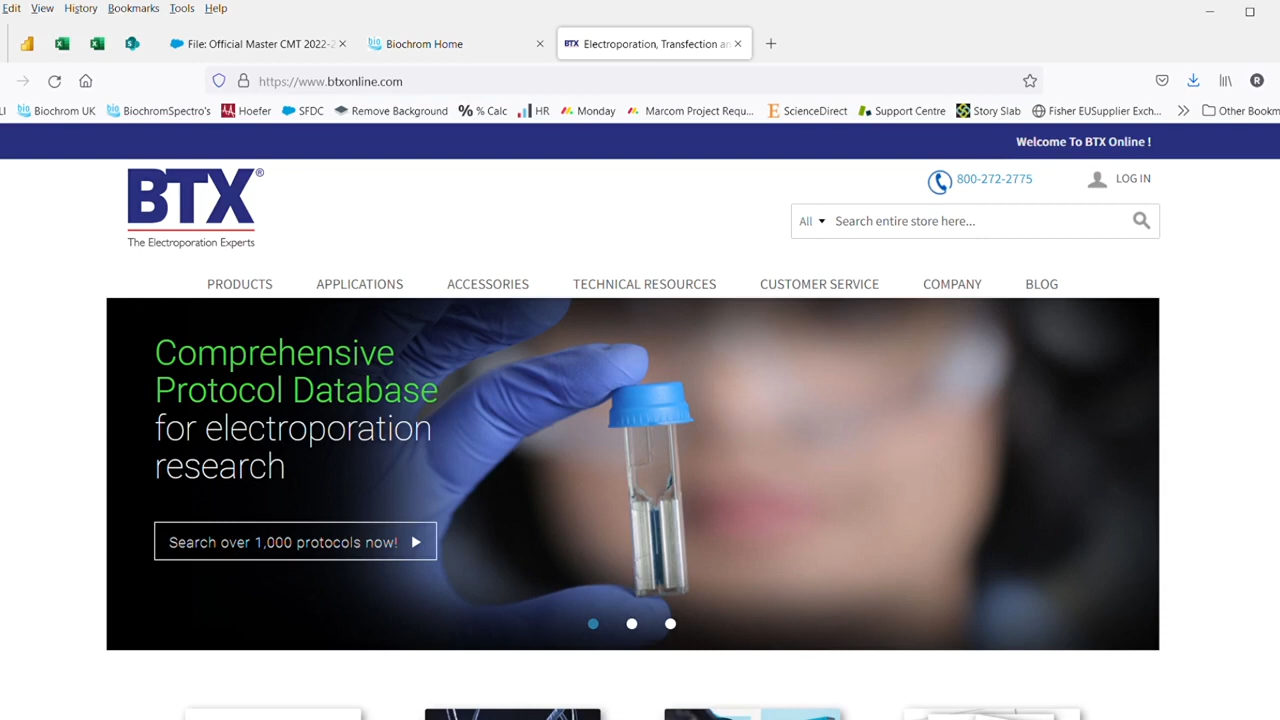 Edit View History Bookmarks Tools Help
File: Official Master CMT 2022-2
Biochrom Home
BTX Electroporation, Transfection an
https://www.btxonline.com
LI Biochrom UK BiochromSpectro's Hoefer SFDC Remove Background % Calc HR Monday Marcom Project Requ... ScienceDirect Support Centre Story Slab Fisher EUSupplier Exch... Other Bookm
R
Welcome To BTX Online !
BTX®
The Electroporation Experts
800-272-2775 LOG IN
All Search entire store here...
PRODUCTS APPLICATIONS ACCESSORIES TECHNICAL RESOURCES CUSTOMER SERVICE COMPANY BLOG
Comprehensive
Protocol Database
for electroporation
research
Search over 1,000 protocols now!